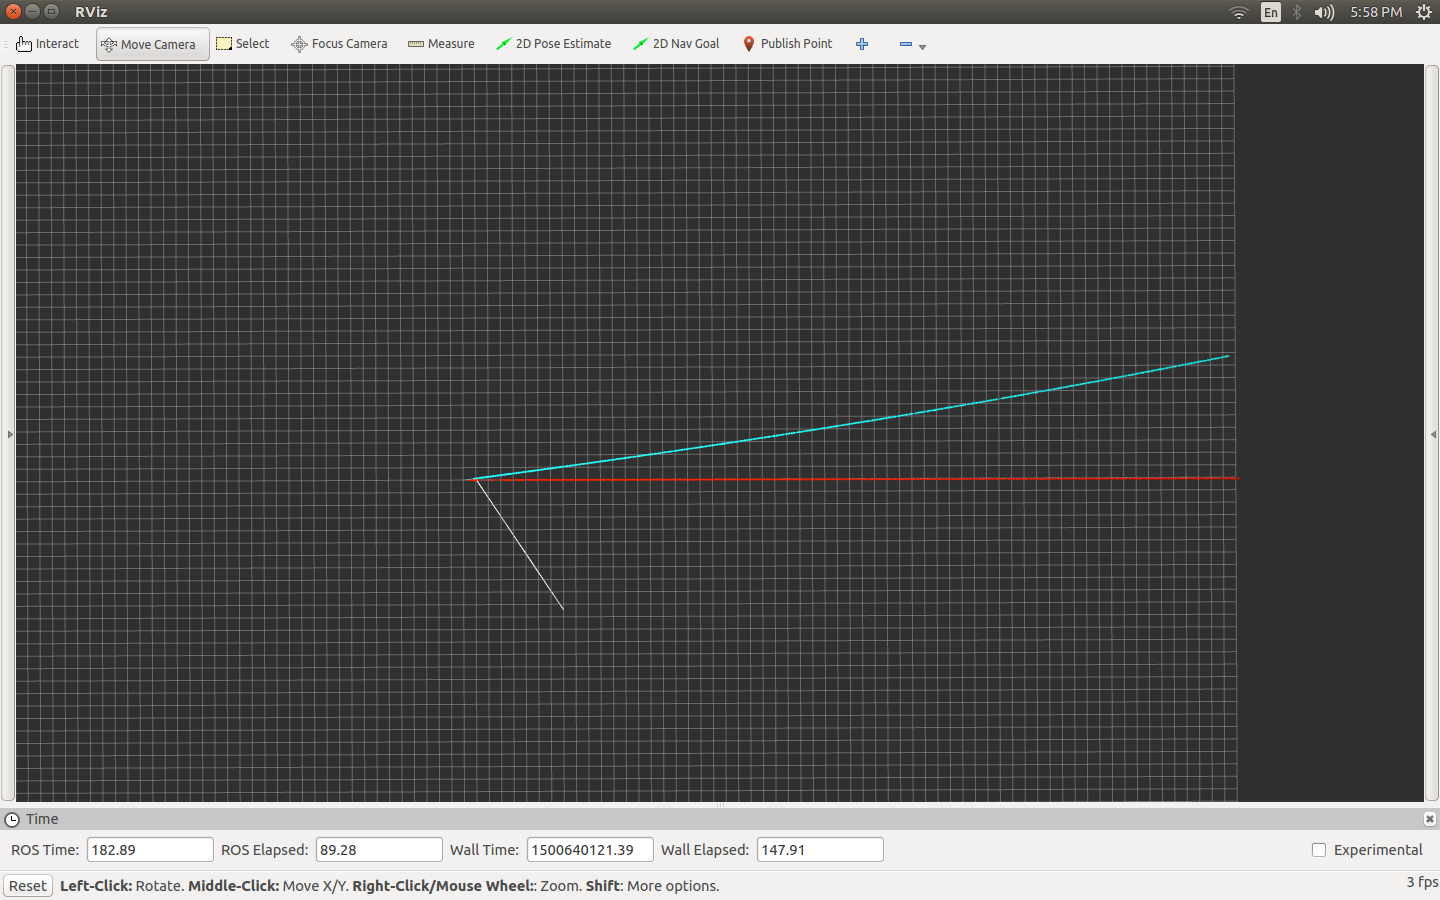 RViz
En
5:58 PM
Interact Move Camera Select Focus Camera Measure 2D Pose Estimate 2D Nav Goal Publish Point
Time
ROS Time: 182.89 ROS Elapsed: 89.28 Wall Time: 1500640121.39 Wall Elapsed: 147.91 Experimental
Reset Left-Click: Rotate. Middle-Click: Move X/Y. Right-Click/Mouse Wheel:: Zoom. Shift: More options. 3 fps